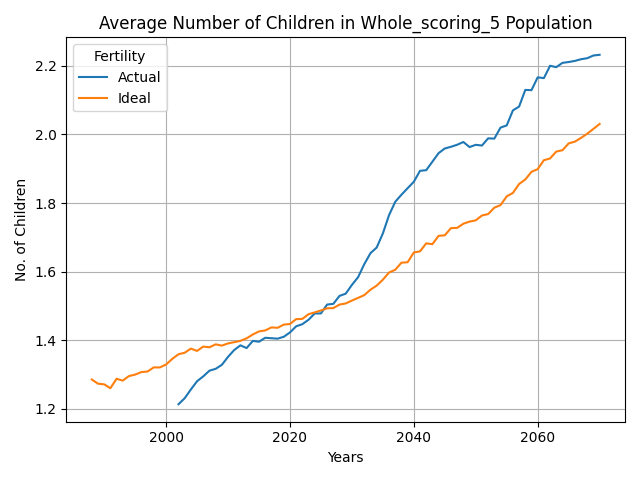 Average Number of Children in Whole_scoring_5 Population
Fertility
Actual
Ideal
No. of Children
2.2
2.0
1.8
1.6
1.4
1.2
2000 2020 2040 2060
Years